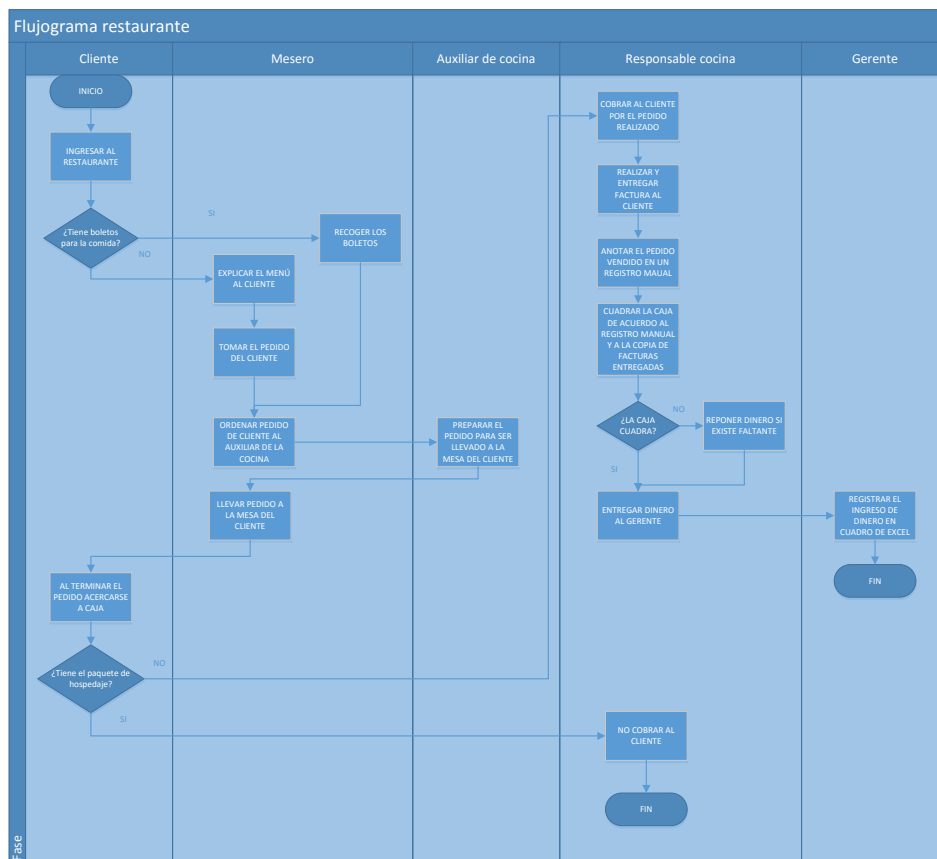 Flujograma restaurante
Cliente
Mesero
Auxiliar de cocina
Responsable cocina
Gerente
Fase
INICIO
INGRESAR AL
RESTAURANTE
¿Tiene boletos
para la comida?
SI
NO
RECOGER LOS
BOLETOS
EXPLICAR EL MENÚ
AL CLIENTE
TOMAR EL PEDIDO
DEL CLIENTE
ORDENAR PEDIDO
DE CLIENTE AL
AUXILIAR DE LA
COCINA
PREPARAR EL
PEDIDO PARA SER
LLEVADO A LA
MESA DEL CLIENTE
LLEVAR PEDIDO A
LA MESA DEL
CLIENTE
AL TERMINAR EL
PEDIDO ACERCARSE
A CAJA
¿Tiene el paquete de
hospedaje?
NO
SI
COBRAR AL CLIENTE
POR EL PEDIDO
REALIZADO
REALIZAR Y
ENTREGAR
FACTURA AL
CLIENTE
ANOTAR EL PEDIDO
VENDIDO EN UN
REGISTRO MAUAL
CUADRAR LA CAJA
DE ACUERDO AL
REGISTRO MANUAL
Y A LA COPIA DE
FACTURAS
ENTREGADAS
¿LA CAJA
CUADRA?
NO
SI
REPONER DINERO SI
EXISTE FALTANTE
ENTREGAR DINERO
AL GERENTE
REGISTRAR EL
INGRESO DE
DINERO EN
CUADRO DE EXCEL
FIN
NO COBRAR AL
CLIENTE
FIN